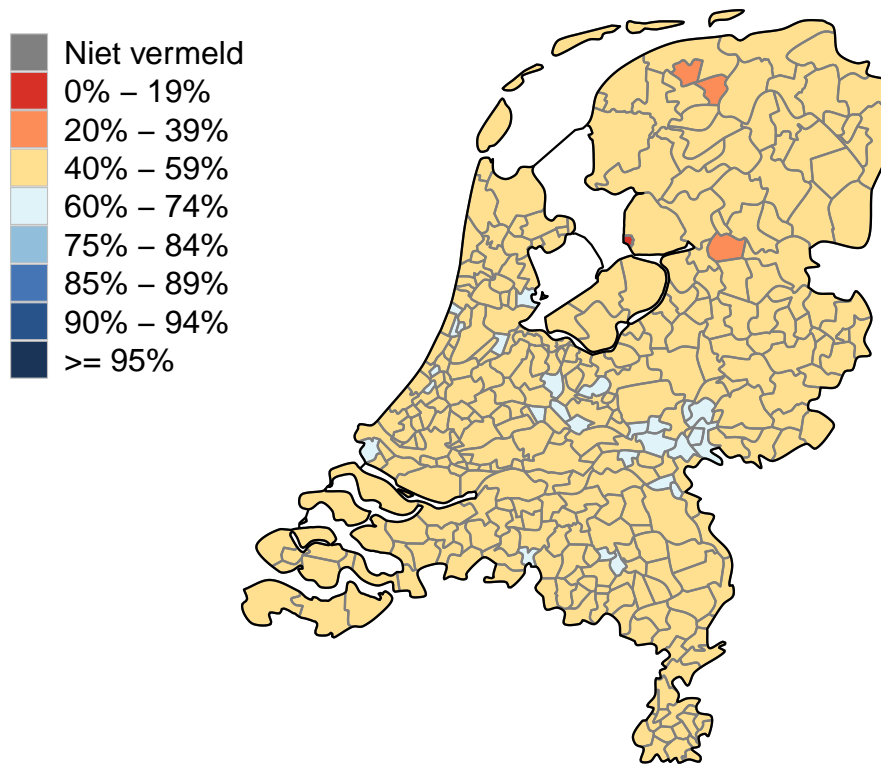 Niet vermeld
0% – 19%
20% – 39%
40% – 59%
60% – 74%
75% – 84%
85% – 89%
90% – 94%
>= 95%